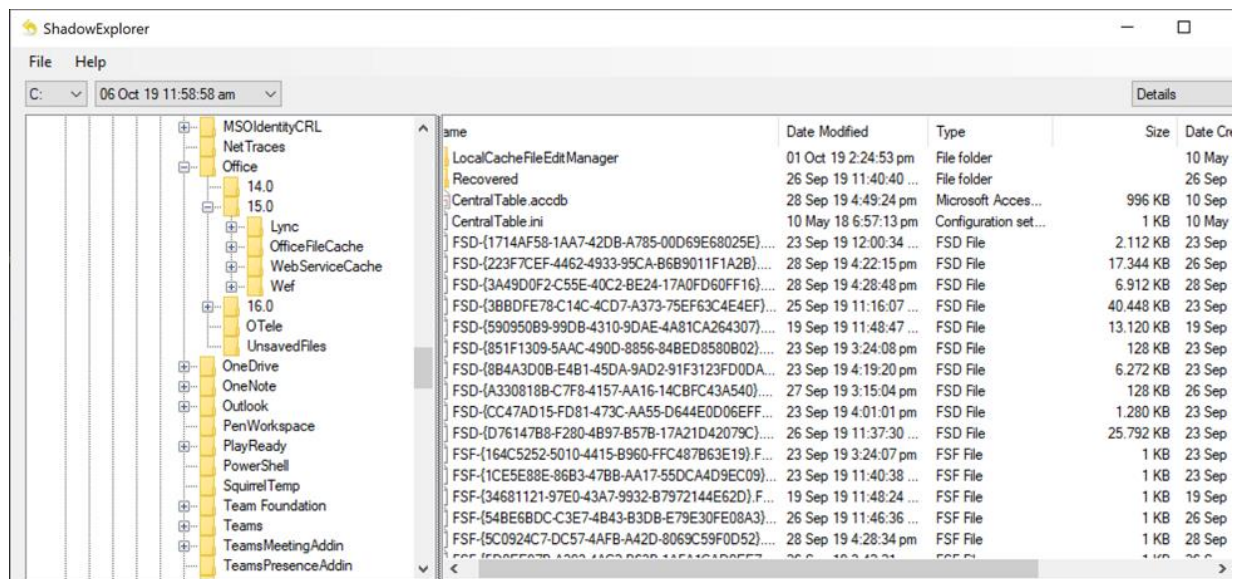 ShadowExplorer
File Help
C: 06 Oct 19 11:58:58 am Details
MSOIdentityCRL
NetTraces
Office
14.0
15.0
Lync
OfficeFileCache
WebServiceCache
Wef
16.0
OTele
UnsavedFiles
OneDrive
OneNote
Outlook
PenWorkspace
PlayReady
PowerShell
SquirrelTemp
Team Foundation
Teams
TeamsMeetingAddin
TeamsPresenceAddin
ame Date Modified Type Size Date Cre
LocalCacheFileEditManager 01 Oct 19 2:24:53 pm File folder 10 May
Recovered 26 Sep 19 11:40:40 ... File folder 26 Sep
CentralTable.accdb 28 Sep 19 4:49:24 pm Microsoft Acces... 996 KB 10 Sep
CentralTable.ini 10 May 18 6:57:13 pm Configuration set... 1 KB 10 May
FSD-{1714AF58-1AA7-42DB-A785-00D69E68025E}.... 23 Sep 19 12:00:34 ... FSD File 2.112 KB 23 Sep
FSD-{223F7CEF-4462-4933-95CA-B6B9011F1A2B}.... 28 Sep 19 4:22:15 pm FSD File 17.344 KB 26 Sep
FSD-{3A49D0F2-C55E-40C2-BE24-17A0FD60FF16}.... 28 Sep 19 4:28:48 pm FSD File 6.912 KB 28 Sep
FSD-{3BBDFE78-C14C-4CD7-A373-75EF63C4E4EF}... 25 Sep 19 11:16:07 ... FSD File 40.448 KB 23 Sep
FSD-{590950B9-99DB-4310-9DAE-4A81CA264307}... 19 Sep 19 11:48:47 ... FSD File 13.120 KB 19 Sep
FSD-{851F1309-5AAC-490D-8856-84BED8580B02}.... 23 Sep 19 3:24:08 pm FSD File 128 KB 23 Sep
FSD-{8B4A3D0B-E4B1-45DA-9AD2-91F3123FD0DA... 23 Sep 19 4:19:20 pm FSD File 6.272 KB 23 Sep
FSD-{A330818B-C7F8-4157-AA16-14CBFC43A540}.... 27 Sep 19 3:15:04 pm FSD File 128 KB 26 Sep
FSD-{CC47AD15-FD81-473C-AA55-D644E0D06EFF... 23 Sep 19 4:01:01 pm FSD File 1.280 KB 23 Sep
FSD-{D76147B8-F280-4B97-B57B-17A21D42079C}.... 26 Sep 19 11:37:30 ... FSD File 25.792 KB 23 Sep
FSF-{164C5252-5010-4415-B960-FFC487B63E19}.F... 23 Sep 19 3:24:07 pm FSF File 1 KB 23 Sep
FSF-{1CE5E88E-86B3-47BB-AA17-55DCA4D9EC09}... 23 Sep 19 11:40:38 ... FSF File 1 KB 23 Sep
FSF-{34681121-97E0-43A7-9932-B7972144E62D}.F... 19 Sep 19 11:48:24 ... FSF File 1 KB 19 Sep
FSF-{54BE6BDC-C3E7-4B43-B3DB-E79E30FE08A3}... 26 Sep 19 11:46:36 ... FSF File 1 KB 26 Sep
FSF-{5C0924C7-DC57-4AFB-A42D-8069C59F0D52}.... 28 Sep 19 4:28:34 pm FSF File 1 KB 28 Sep